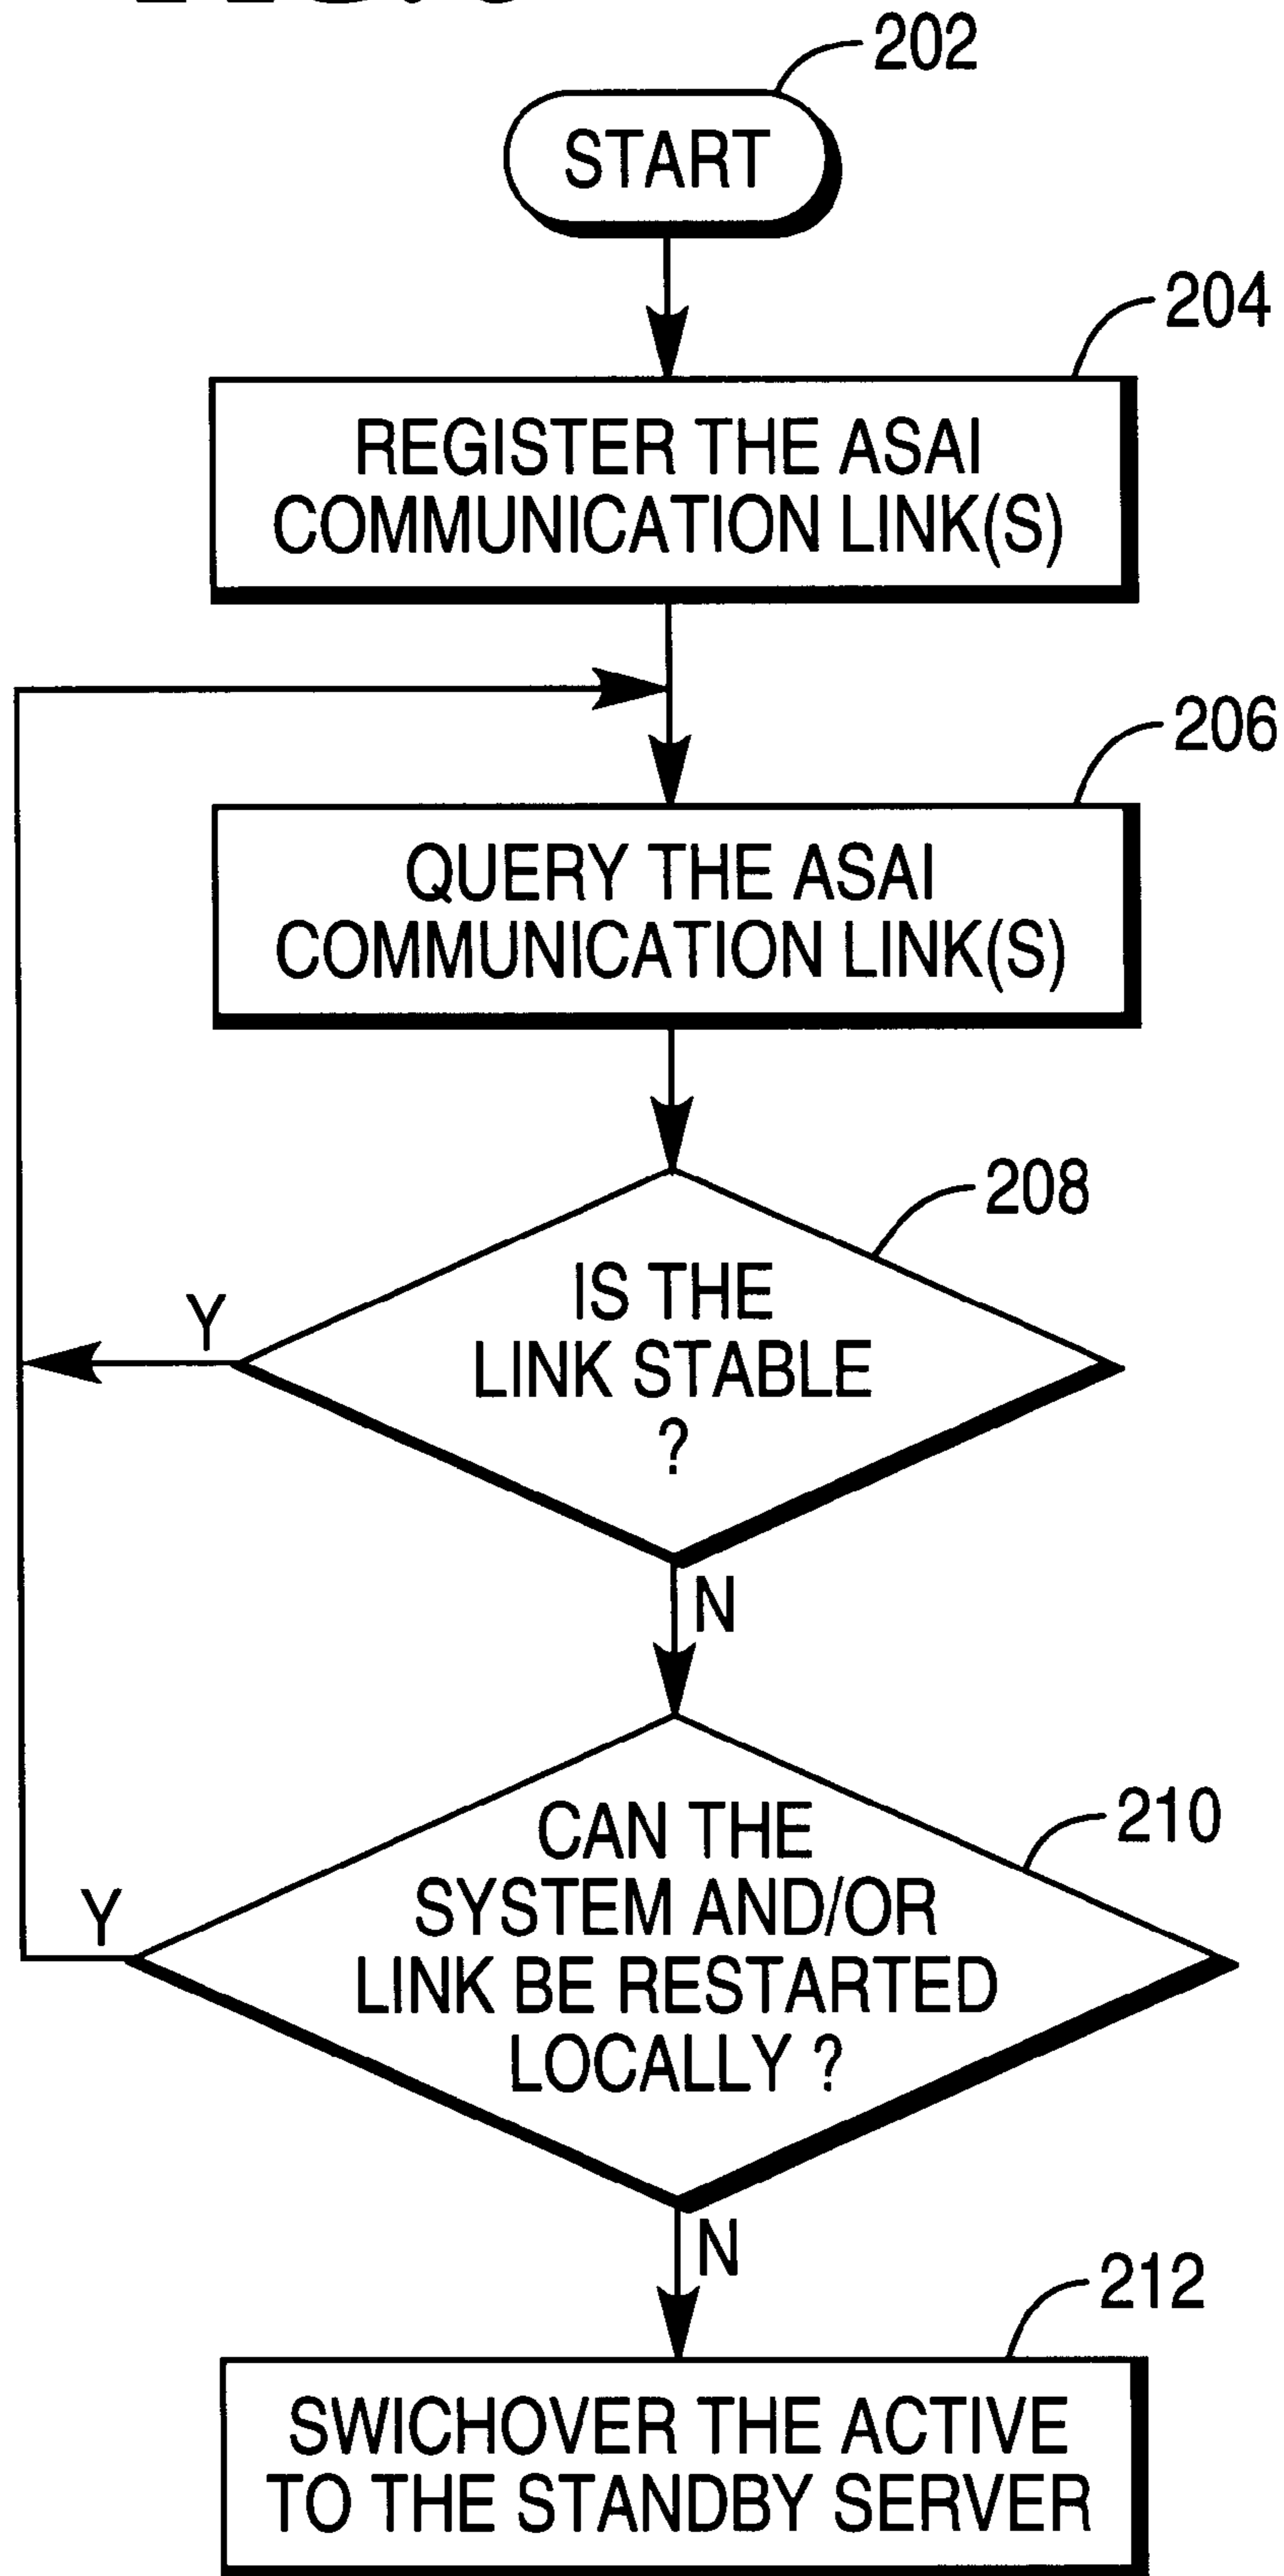 202
START
204
REGISTER THE ASAI
COMMUNICATION LINK(S)
206
QUERY THE ASAI
COMMUNICATION LINK(S)
208
IS THE
LINK STABLE
?
Y
N
210
CAN THE
SYSTEM AND/OR
LINK BE RESTARTED
LOCALLY ?
Y
N
212
SWICHOVER THE ACTIVE
TO THE STANDBY SERVER